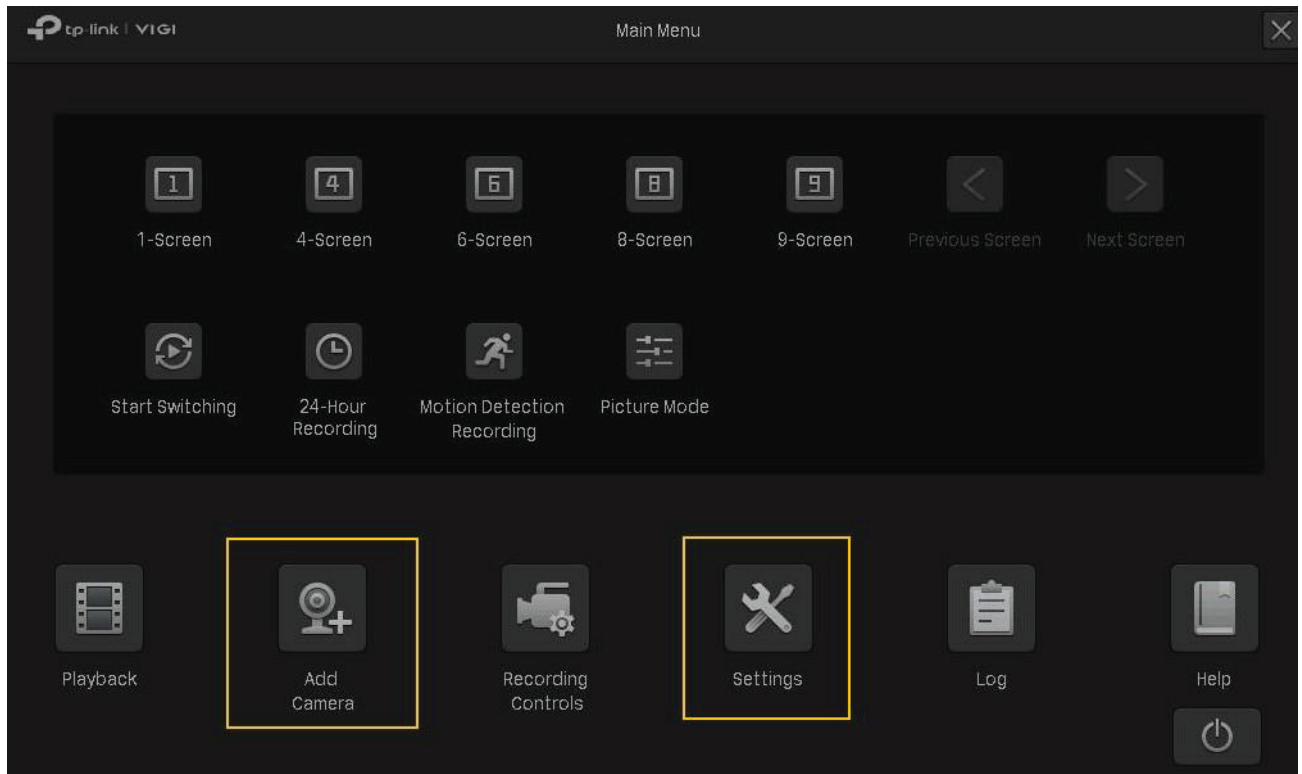 tp-link | VIGI
Main Menu
1 4 6 8 9
1-Screen 4-Screen 6-Screen 8-Screen 9-Screen Previous Screen Next Screen
Start Switching 24-Hour Motion Detection Picture Mode
Recording Recording
Playback Add Recording Settings Log Help
Camera Controls